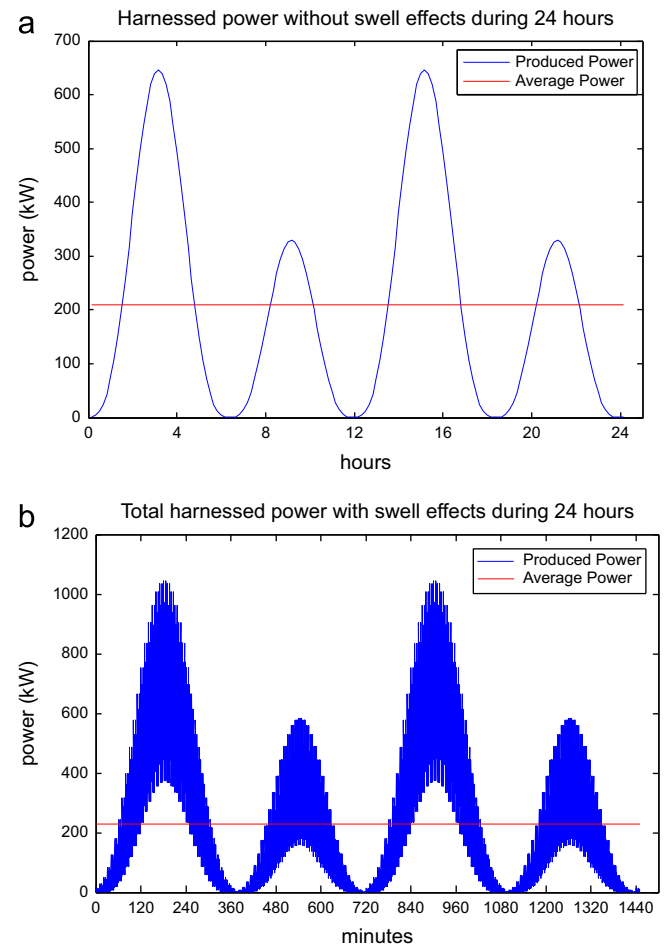 a
Harnessed power without swell effects during 24 hours
700
600
500
400
300
200
100
0
power (kW)
Produced Power
Average Power
0 4 8 12 16 20 24
hours
b
Total harnessed power with swell effects during 24 hours
1200
1000
800
600
400
200
0
power (kW)
Produced Power
Average Power
0 120 240 360 480 600 720 840 960 1080 1200 1320 1440
minutes